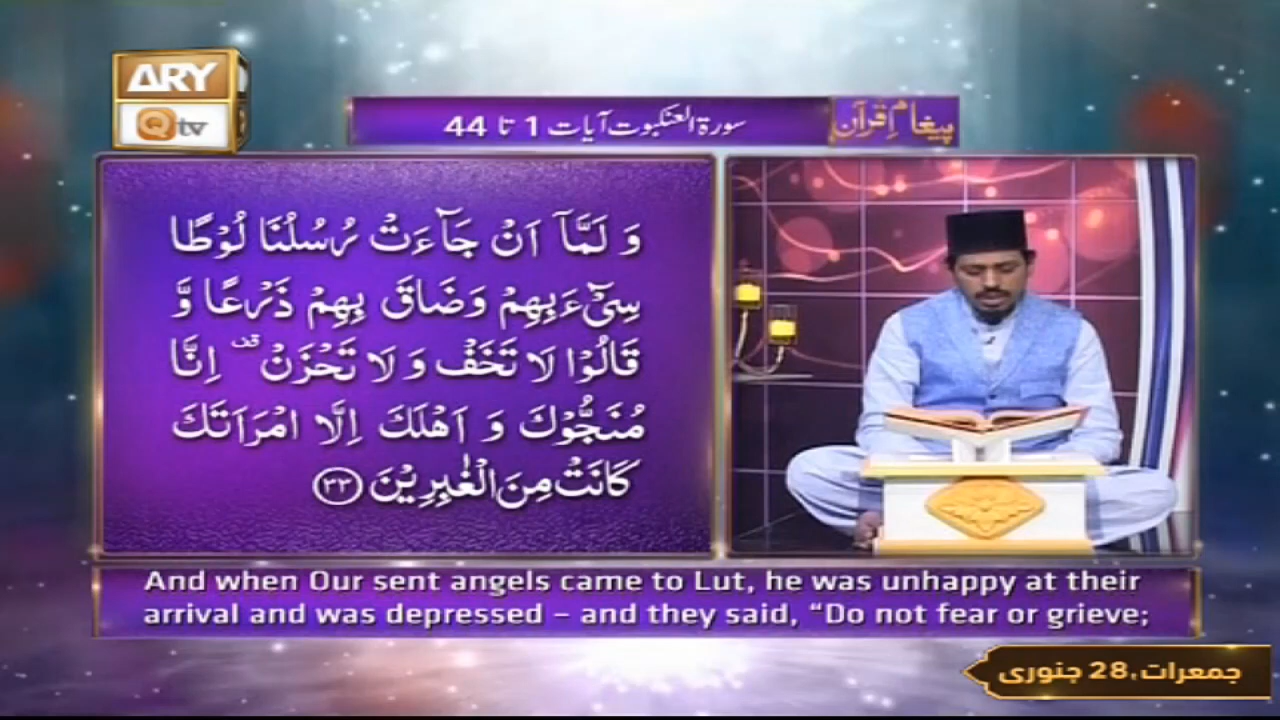 ARY
Qtv
پیغامِ قرآن
سورۃ العنکبوت آیات 1 تا 44
وَ لَمَّاۤ اَنْ جَآءَتْ رُسُلُنَا لُوْطًا
سِیْٓءَ بِهِمْ وَ ضَاقَ بِهِمْ ذَرْعًا وَّ
قَالُوْا لَا تَخَفْ وَ لَا تَحْزَنْ ۫ اِنَّا
مُنَجُّوْكَ وَ اَهْلَكَ اِلَّا امْرَاَتَكَ
كَانَتْ مِنَ الْغٰبِرِیْنَ ﴿۳۳﴾
And when Our sent angels came to Lut, he was unhappy at their
arrival and was depressed – and they said, “Do not fear or grieve;
جمعرات، 28 جنوری